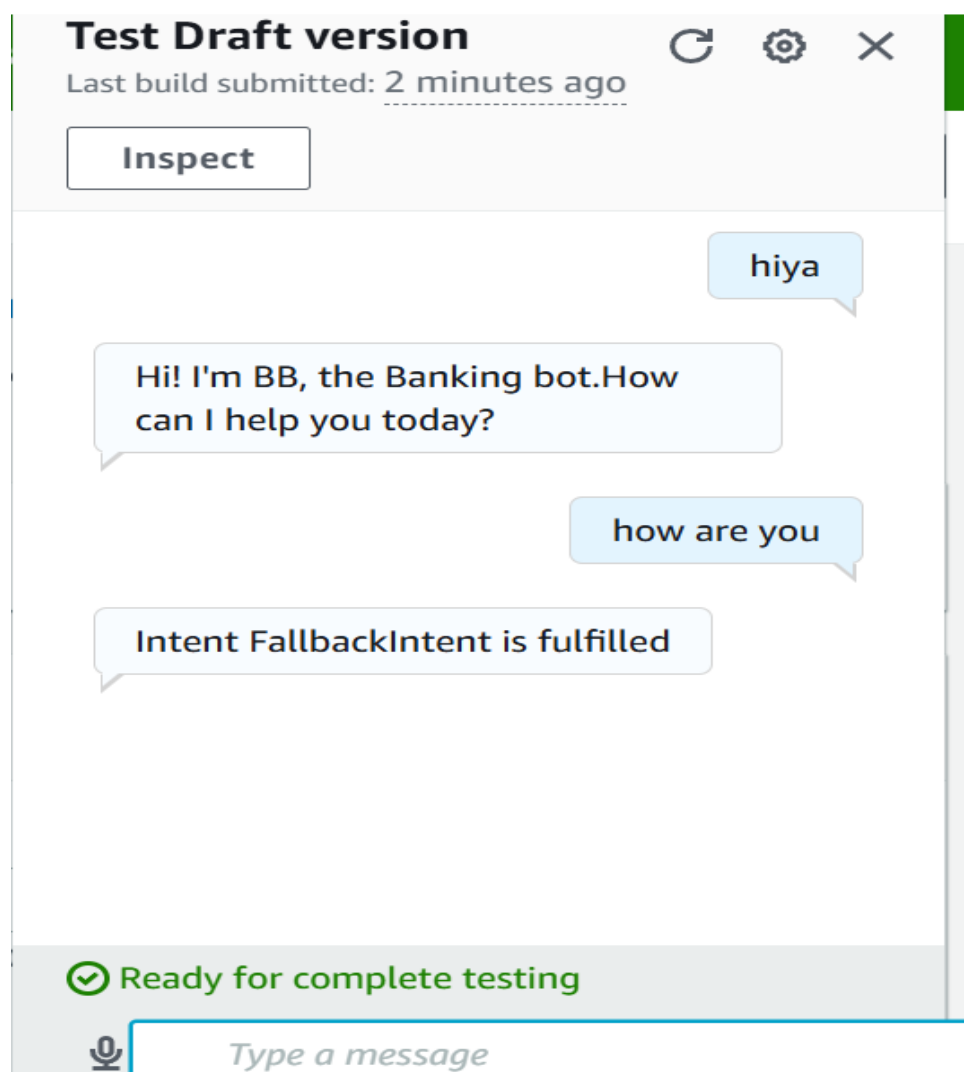 Test Draft version
Last build submitted: 2 minutes ago
Inspect
hiya
Hi! I'm BB, the Banking bot.How
can I help you today?
how are you
Intent FallbackIntent is fulfilled
Ready for complete testing
Type a message